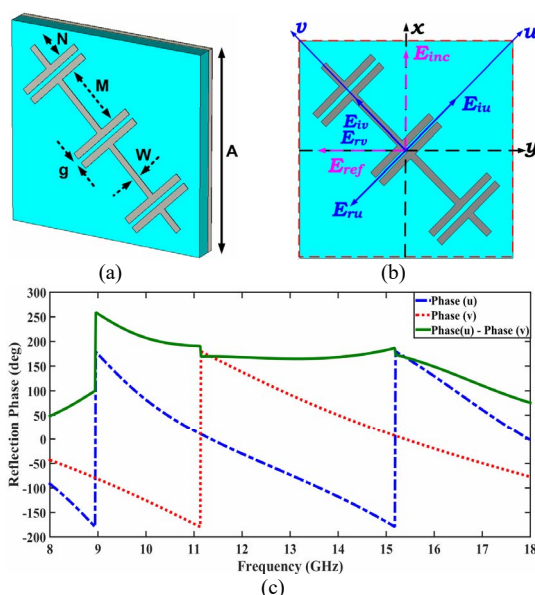 N
M
A
g
W
(a)
v
x
u
E_inc
E_iv
E_iu
E_rv
y
E_ref
E_ru
(b)
300
250
200
150
100
50
0
-50
-100
-150
-200
Reflection Phase (deg)
Phase (u)
Phase (v)
Phase(u) - Phase (v)
8 9 10 11 12 13 14 15 16 17 18
Frequency (GHz)
(c)